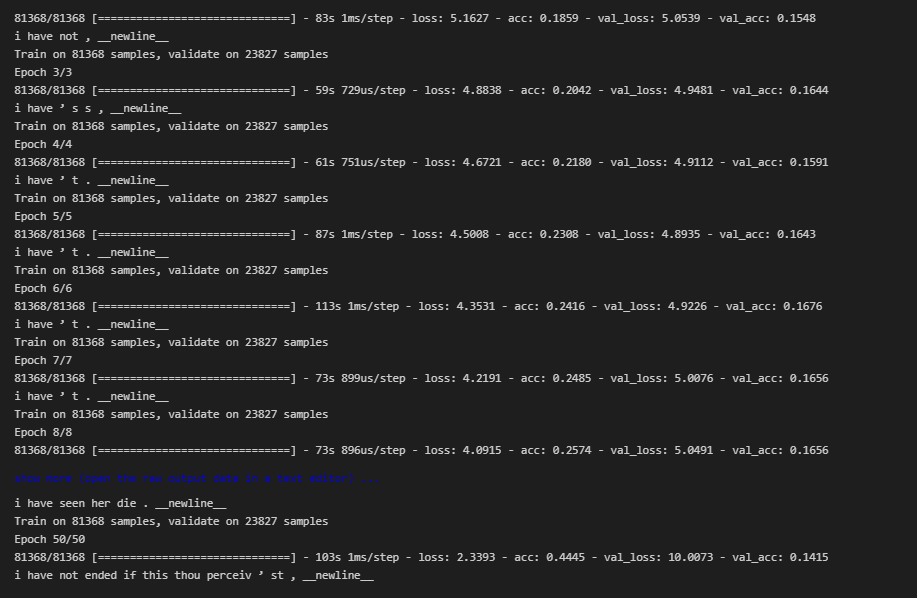 81368/81368 [==============================] - 83s 1ms/step - loss: 5.1627 - acc: 0.1859 - val_loss: 5.0539 - val_acc: 0.1548
i have not , __newline__
Train on 81368 samples, validate on 23827 samples
Epoch 3/3
81368/81368 [==============================] - 59s 729us/step - loss: 4.8838 - acc: 0.2042 - val_loss: 4.9481 - val_acc: 0.1644
i have ’ s s , __newline__
Train on 81368 samples, validate on 23827 samples
Epoch 4/4
81368/81368 [==============================] - 61s 751us/step - loss: 4.6721 - acc: 0.2180 - val_loss: 4.9112 - val_acc: 0.1591
i have ’ t . __newline__
Train on 81368 samples, validate on 23827 samples
Epoch 5/5
81368/81368 [==============================] - 87s 1ms/step - loss: 4.5008 - acc: 0.2308 - val_loss: 4.8935 - val_acc: 0.1643
i have ’ t . __newline__
Train on 81368 samples, validate on 23827 samples
Epoch 6/6
81368/81368 [==============================] - 113s 1ms/step - loss: 4.3531 - acc: 0.2416 - val_loss: 4.9226 - val_acc: 0.1676
i have ’ t . __newline__
Train on 81368 samples, validate on 23827 samples
Epoch 7/7
81368/81368 [==============================] - 73s 899us/step - loss: 4.2191 - acc: 0.2485 - val_loss: 5.0076 - val_acc: 0.1656
i have ’ t . __newline__
Train on 81368 samples, validate on 23827 samples
Epoch 8/8
81368/81368 [==============================] - 73s 896us/step - loss: 4.0915 - acc: 0.2574 - val_loss: 5.0491 - val_acc: 0.1656
show more (open the raw output data in a text editor) ...
i have seen her die . __newline__
Train on 81368 samples, validate on 23827 samples
Epoch 50/50
81368/81368 [==============================] - 103s 1ms/step - loss: 2.3393 - acc: 0.4445 - val_loss: 10.0073 - val_acc: 0.1415
i have not ended if this thou perceiv ’ st , __newline__